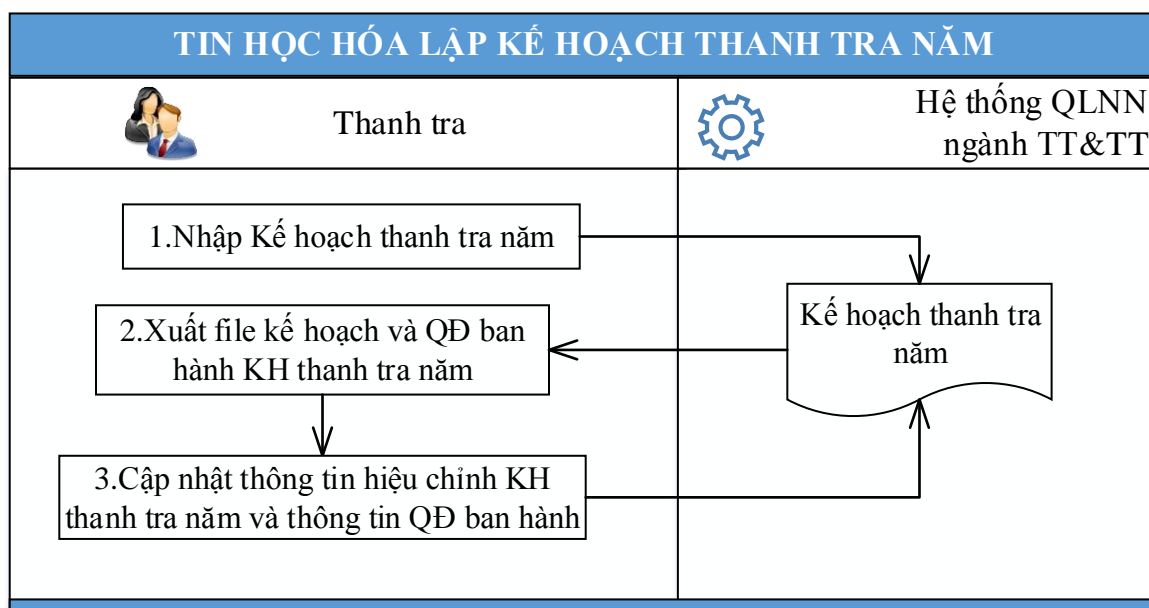 TIN HỌC HÓA LẬP KẾ HOẠCH THANH TRA NĂM
Thanh tra
Hệ thống QLNN
ngành TT&TT
1.Nhập Kế hoạch thanh tra năm
Kế hoạch thanh tra
năm
2.Xuất file kế hoạch và QĐ ban
hành KH thanh tra năm
3.Cập nhật thông tin hiệu chỉnh KH
thanh tra năm và thông tin QĐ ban hành